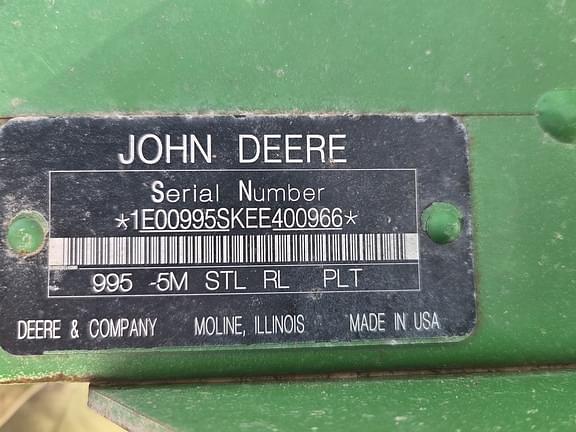 JOHN DEERE
Serial Number
*1E00995SKEE400966*
995 -5M STL RL PLT
DEERE & COMPANY MOLINE, ILLINOIS MADE IN USA